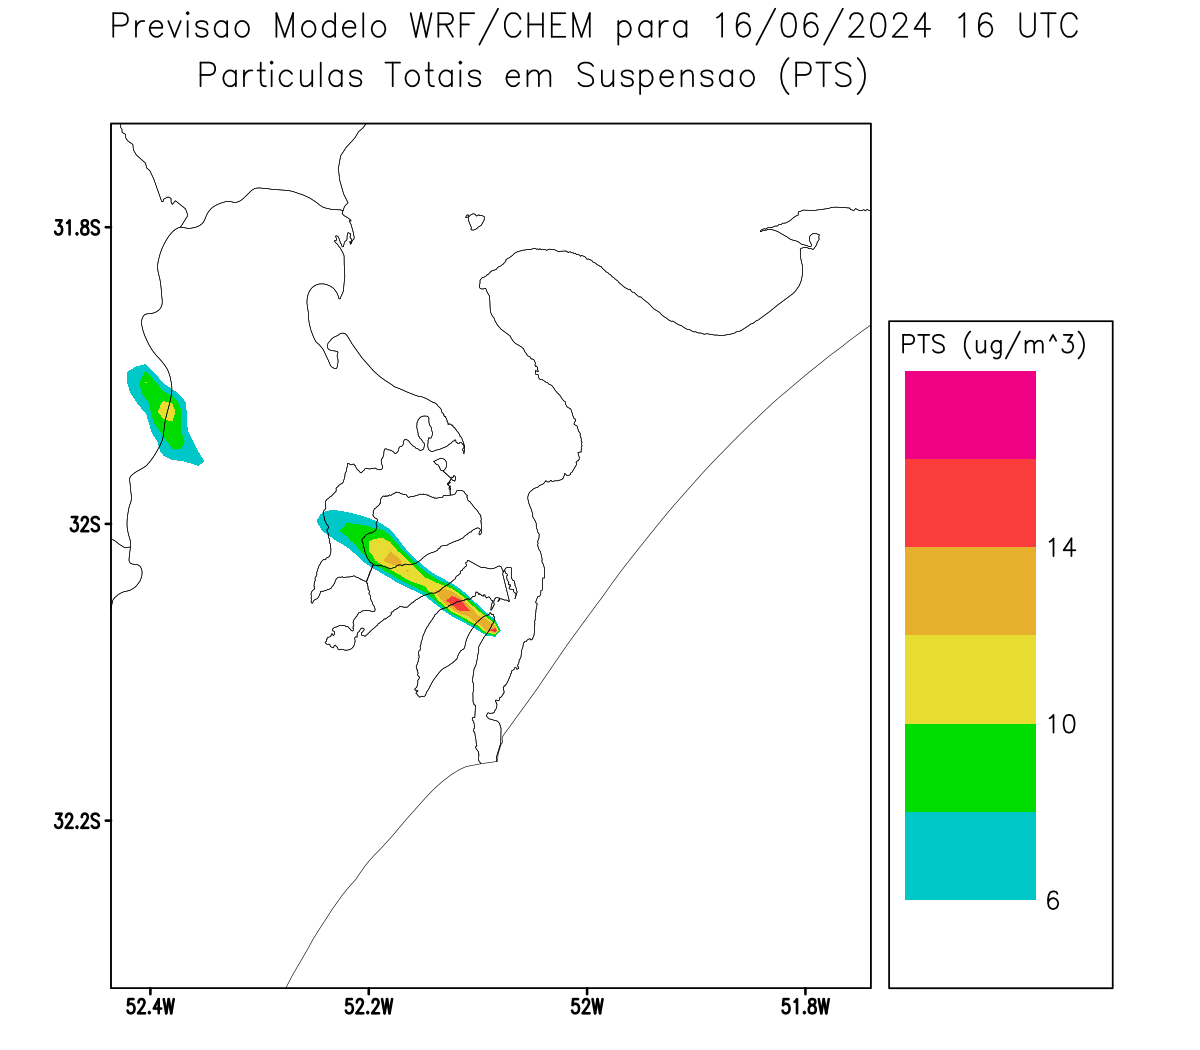 Previsao Modelo WRF/CHEM para 16/06/2024 16 UTC
Particulas Totais em Suspensao (PTS)
31.8S
32S
32.2S
52.4W
52.2W
52W
51.8W
PTS (ug/m^3)
14
10
6